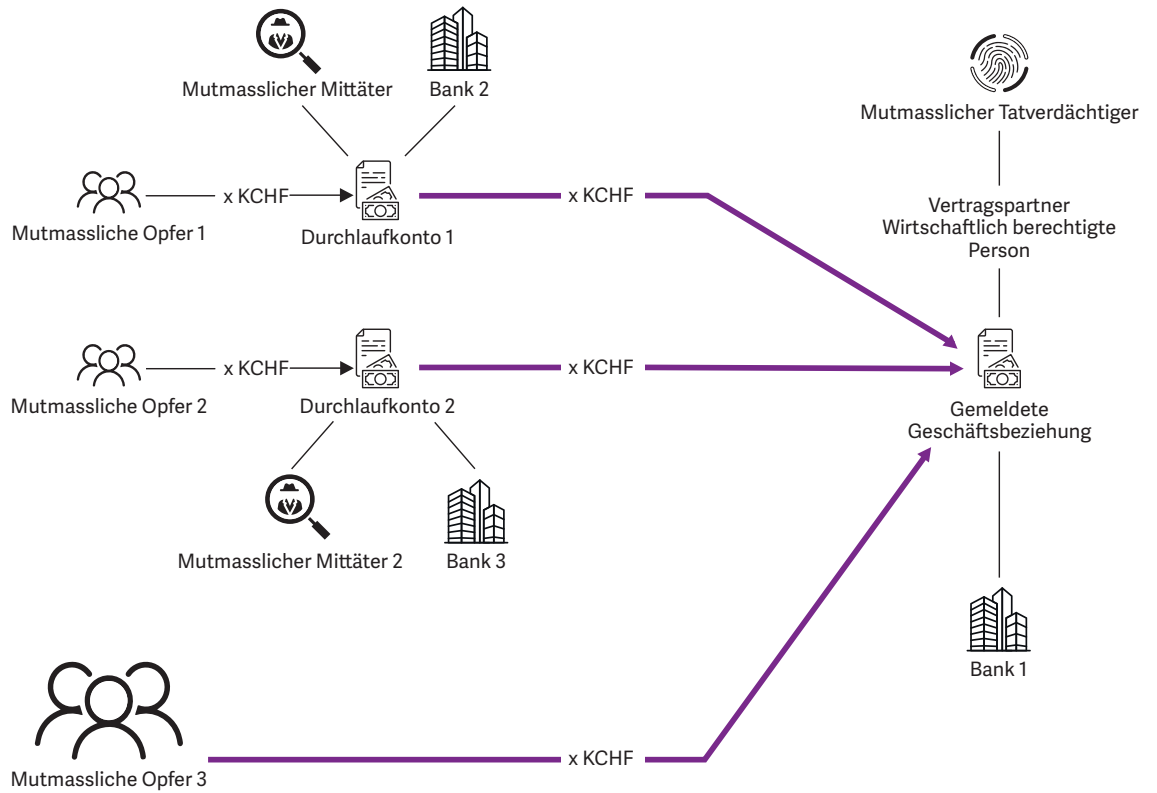 Mutmasslicher Mittäter
Bank 2
Mutmasslicher Tatverdächtiger
x KCHF
x KCHF
Mutmassliche Opfer 1
Durchlaufkonto 1
Vertragspartner
Wirtschaftlich berechtigte
Person
x KCHF
x KCHF
Mutmassliche Opfer 2
Durchlaufkonto 2
Gemeldete
Geschäftsbeziehung
Mutmasslicher Mittäter 2
Bank 3
Bank 1
x KCHF
Mutmassliche Opfer 3